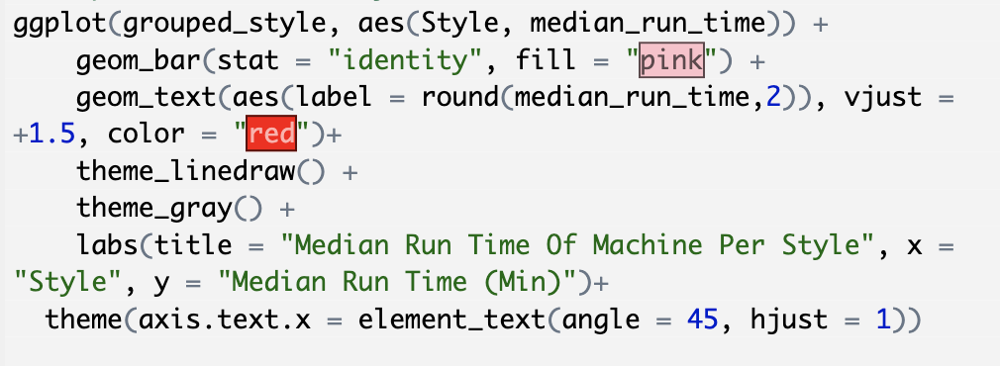 ggplot(grouped_style, aes(Style, median_run_time)) +
    geom_bar(stat = "identity", fill = "pink") +
    geom_text(aes(label = round(median_run_time,2)), vjust =
+1.5, color = "red")+
    theme_linedraw() +
    theme_gray() +
    labs(title = "Median Run Time Of Machine Per Style", x =
"Style", y = "Median Run Time (Min)")+
  theme(axis.text.x = element_text(angle = 45, hjust = 1))